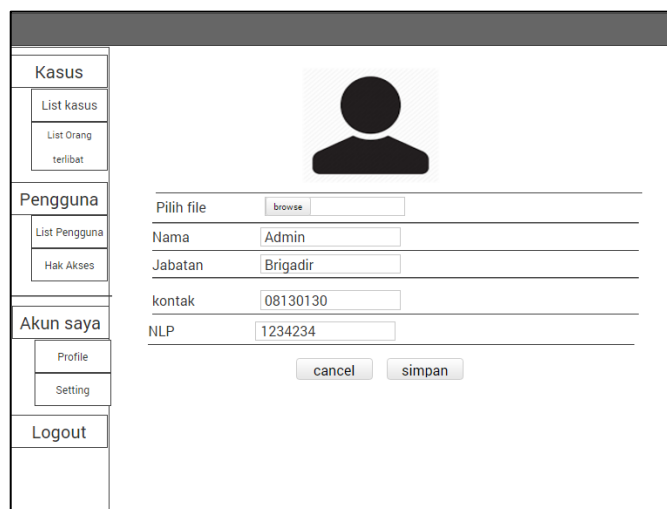 Kasus
List kasus
List Orang
terlibat
Pengguna
List Pengguna
Hak Akses
Akun saya
Profile
Setting
Logout
Pilih file browse
Nama Admin
Jabatan Brigadir
kontak 08130130
NLP 1234234
cancel simpan